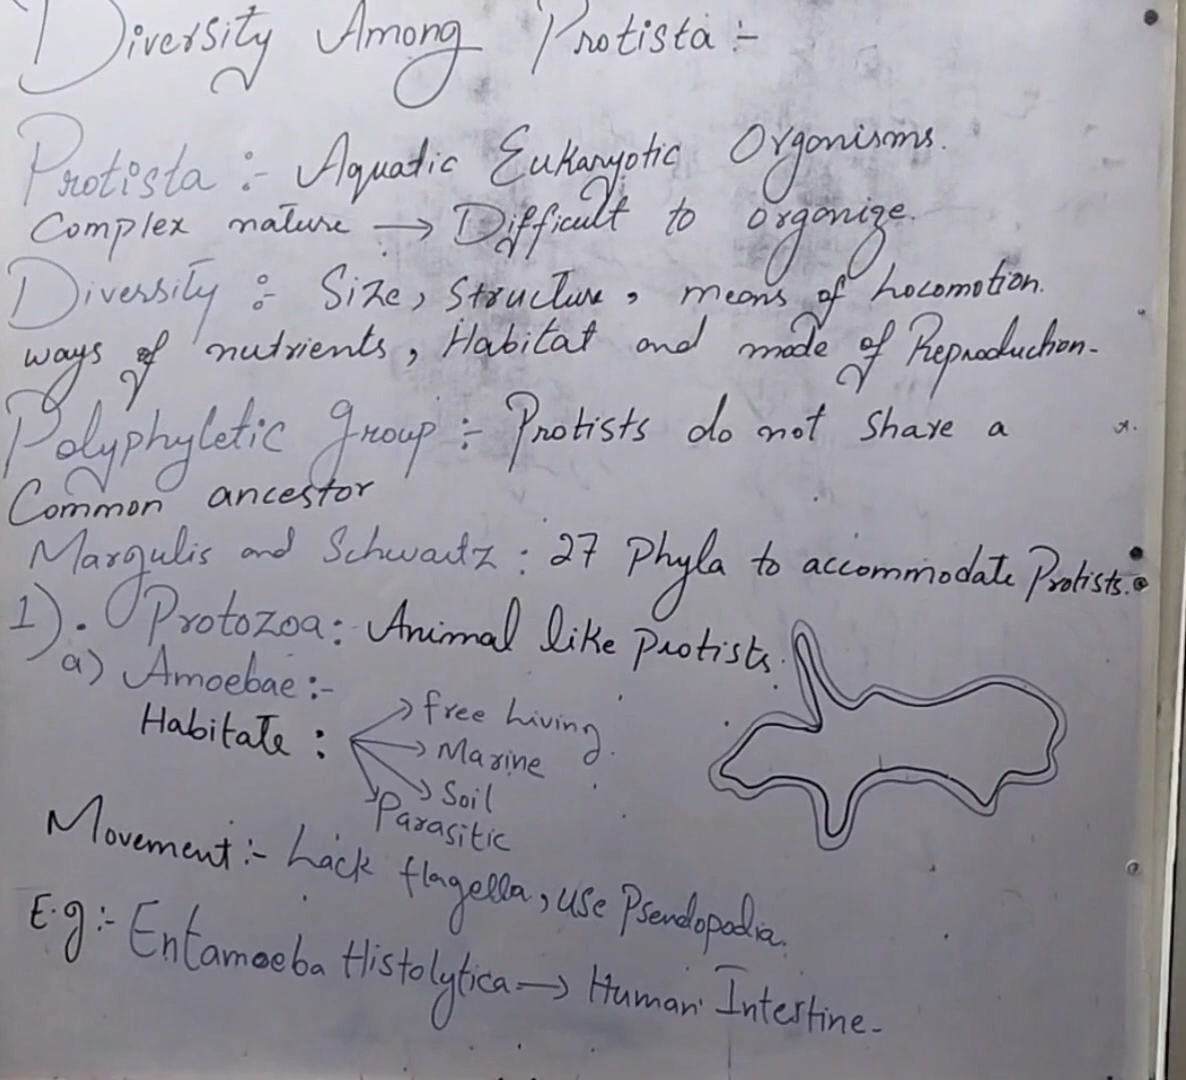 Diversity Among Protista :-
Protista :- Aquatic Eukaryotic Organisms.
Complex nature → Difficult to organize.
Diversity :- Size, Structure, means of Locomotion.
ways of nutrients, Habitat and mode of Reproduction-
Polyphyletic group :- Protists do not Share a
Common ancestor
Margulis and Schwartz : 27 Phyla to accommodate Protists.
1). Protozoa: Animal like Protists.
a) Amoebae :-
Habitate :
→ free Living.
→ Marine
→ Soil
Parasitic
Movement :- Lack flagella, use Pseudopodia.
E.g :- Entamoeba Histolytica → Human Intestine-